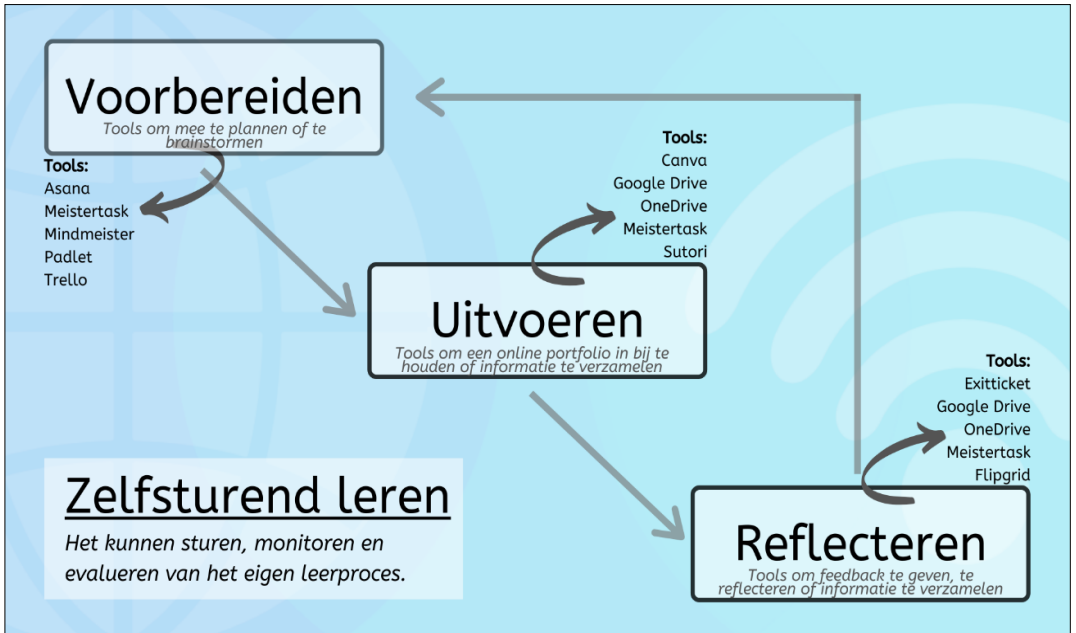 Voorbereiden
Tools om mee te plannen of te
brainstormen
Tools:
Asana
Meistertask
Mindmeister
Padlet
Trello
Tools:
Canva
Google Drive
OneDrive
Meistertask
Sutori
Uitvoeren
Tools om een online portfolio in bij te
houden of informatie te verzamelen
Tools:
Exitticket
Google Drive
OneDrive
Meistertask
Flipgrid
Reflecteren
Tools om feedback te geven, te
reflecteren of informatie te verzamelen
Zelfsturend leren
Het kunnen sturen, monitoren en
evalueren van het eigen leerproces.